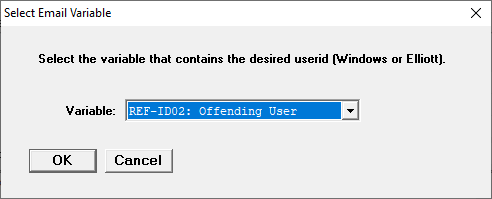 Select Email Variable
Select the variable that contains the desired userid (Windows or Elliott).
Variable: REF-ID02: Offending User
OK Cancel